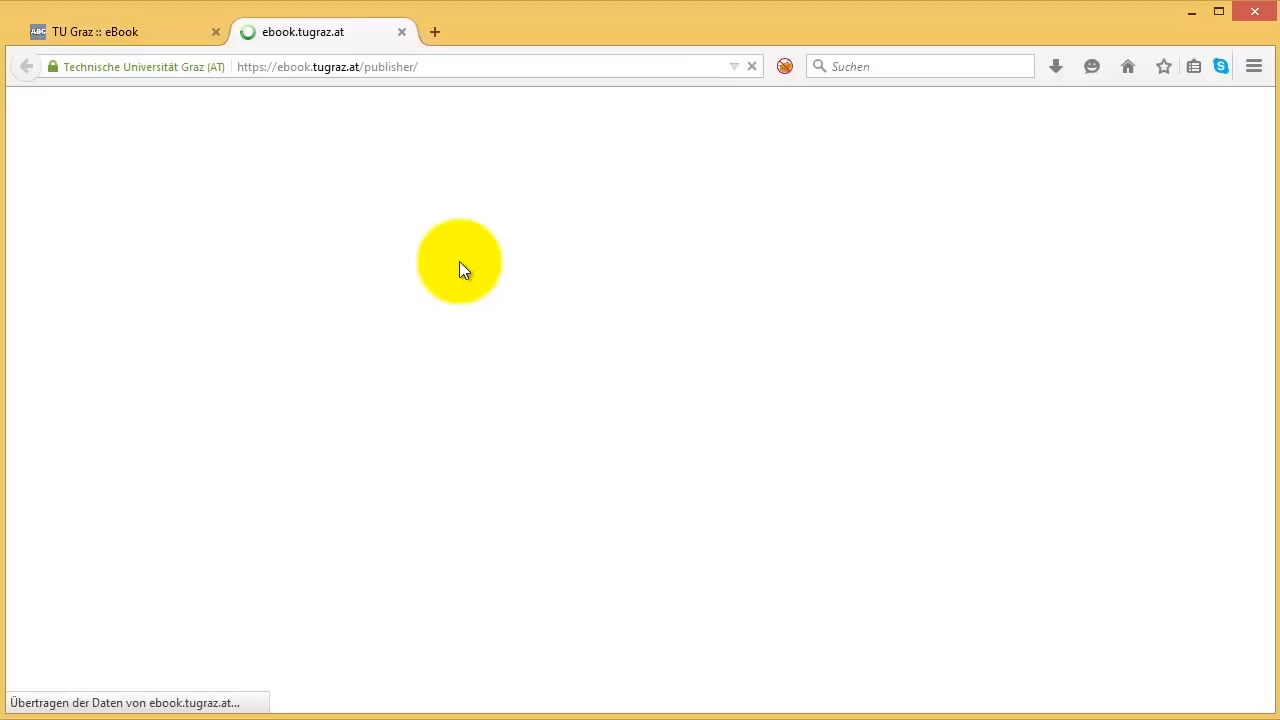 ABC TU Graz :: eBook
ebook.tugraz.at
Technische Universität Graz (AT)
https://ebook.tugraz.at/publisher/
Suchen
Übertragen der Daten von ebook.tugraz.at...